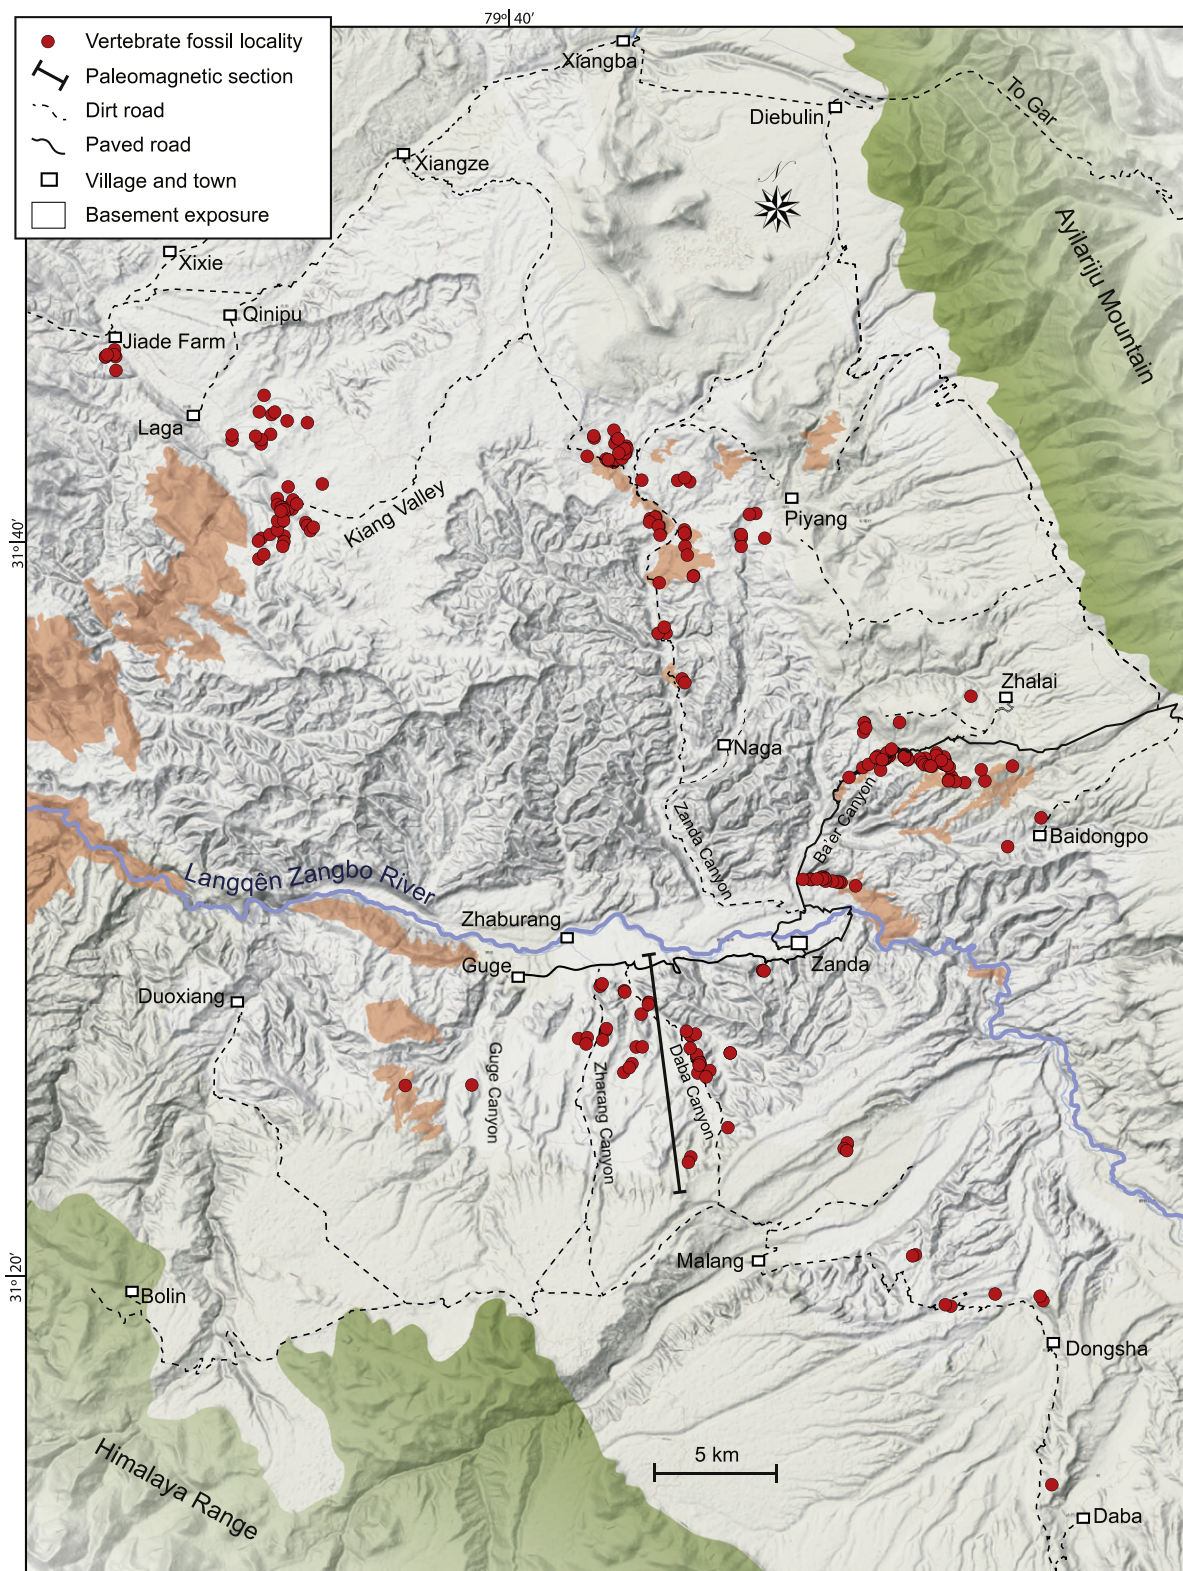 79º 40′
Vertebrate fossil locality
Paleomagnetic section
Dirt road
Paved road
Village and town
Basement exposure
Xiangba
Diebulin
To Gar
Xiangze
N
Ayilariju Mountain
Xixie
Qinipu
Jiade Farm
Laga
Kiang Valley
Piyang
31º 40′
Zhalai
Naga
Zanda Canyon
Ba'er Canyon
Baidongpo
Langqên Zangbo River
Zhaburang
Guge
Zanda
Duoxiang
Guge Canyon
Zharang Canyon
Daba Canyon
Malang
31º 20′
Bolin
Dongsha
Himalaya Range
5 km
Daba